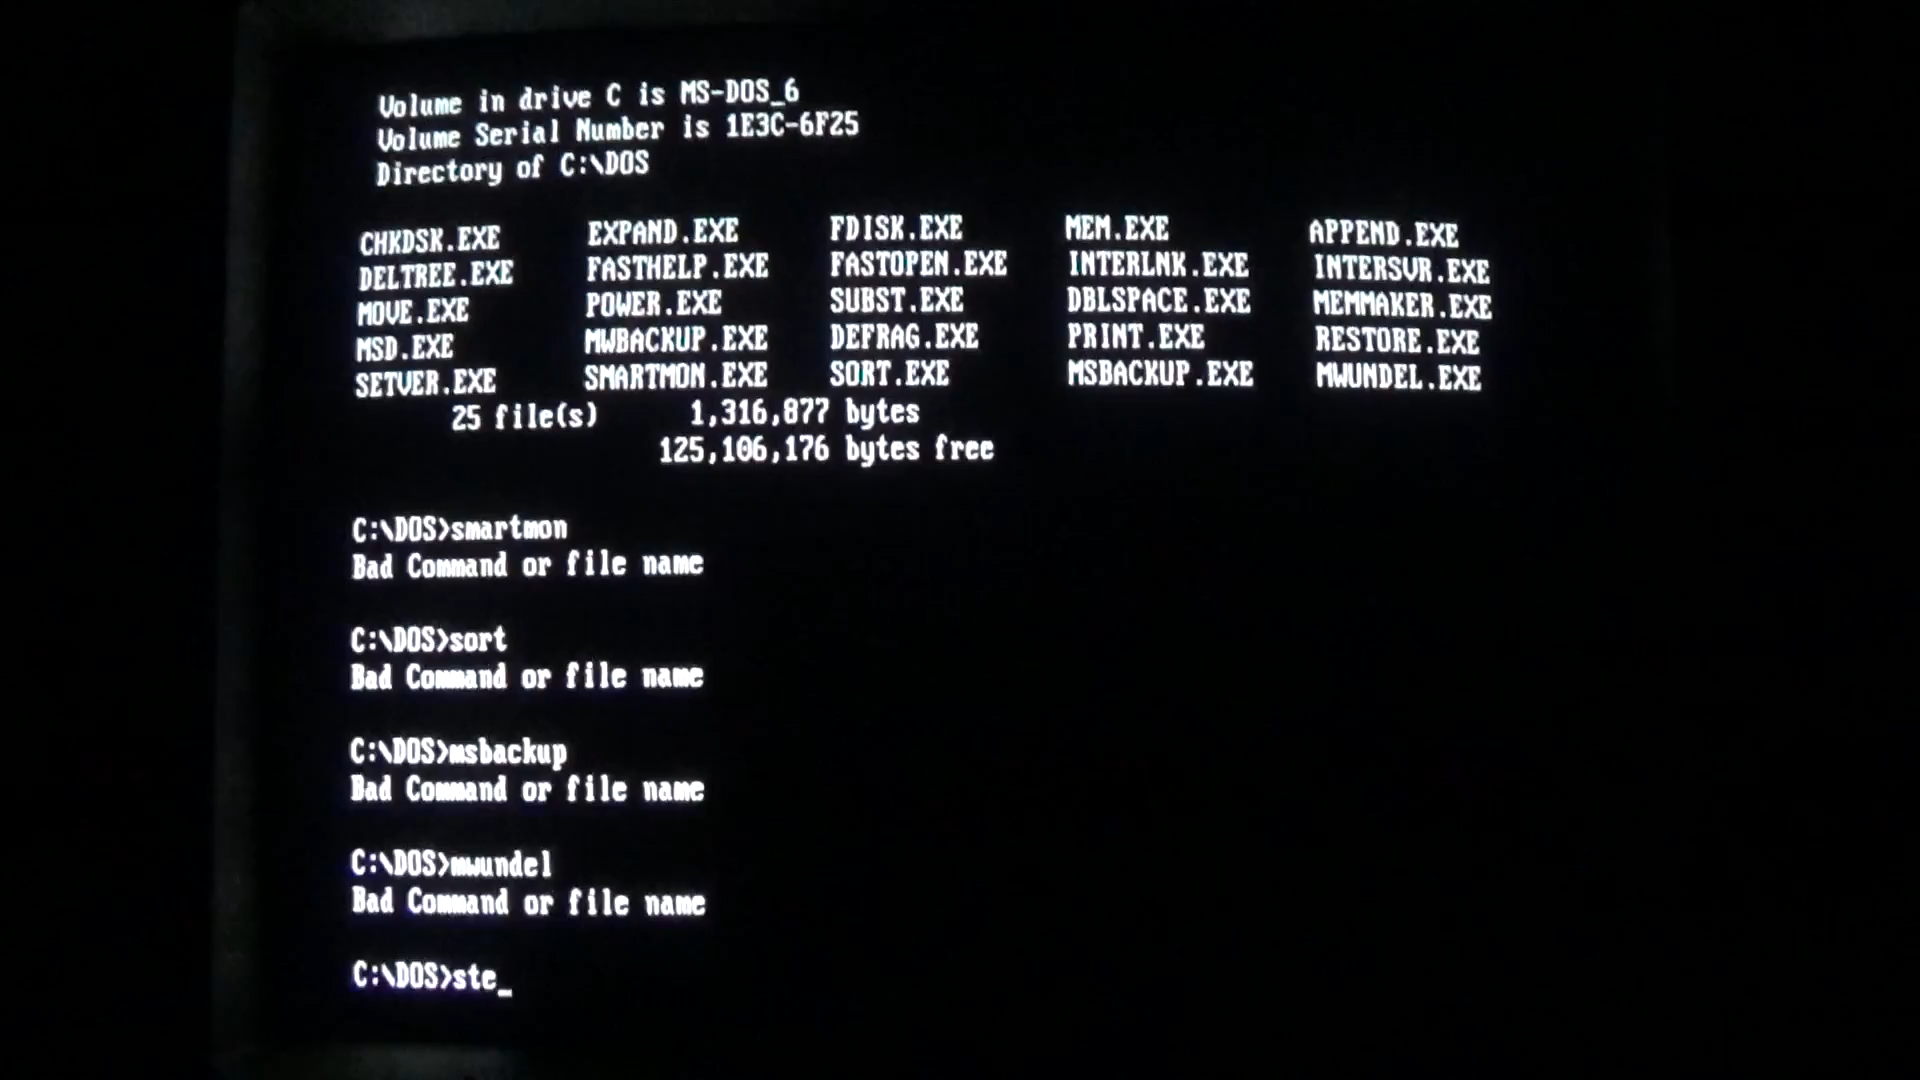 Volume in drive C is MS-DOS_6
Volume Serial Number is 1E3C-6F25
Directory of C:\DOS
CHKDSK.EXE EXPAND.EXE FDISK.EXE MEM.EXE APPEND.EXE
DELTREE.EXE FASTHELP.EXE FASTOPEN.EXE INTERLNK.EXE INTERSVR.EXE
MOVE.EXE POWER.EXE SUBST.EXE DBLSPACE.EXE MEMMAKER.EXE
MSD.EXE MWBACKUP.EXE DEFRAG.EXE PRINT.EXE RESTORE.EXE
SETVER.EXE SMARTMON.EXE SORT.EXE MSBACKUP.EXE MWUNDEL.EXE
25 file(s) 1,316,877 bytes
125,106,176 bytes free
C:\DOS>smartmon
Bad Command or file name
C:\DOS>sort
Bad Command or file name
C:\DOS>msbackup
Bad Command or file name
C:\DOS>mwundel
Bad Command or file name
C:\DOS>ste_